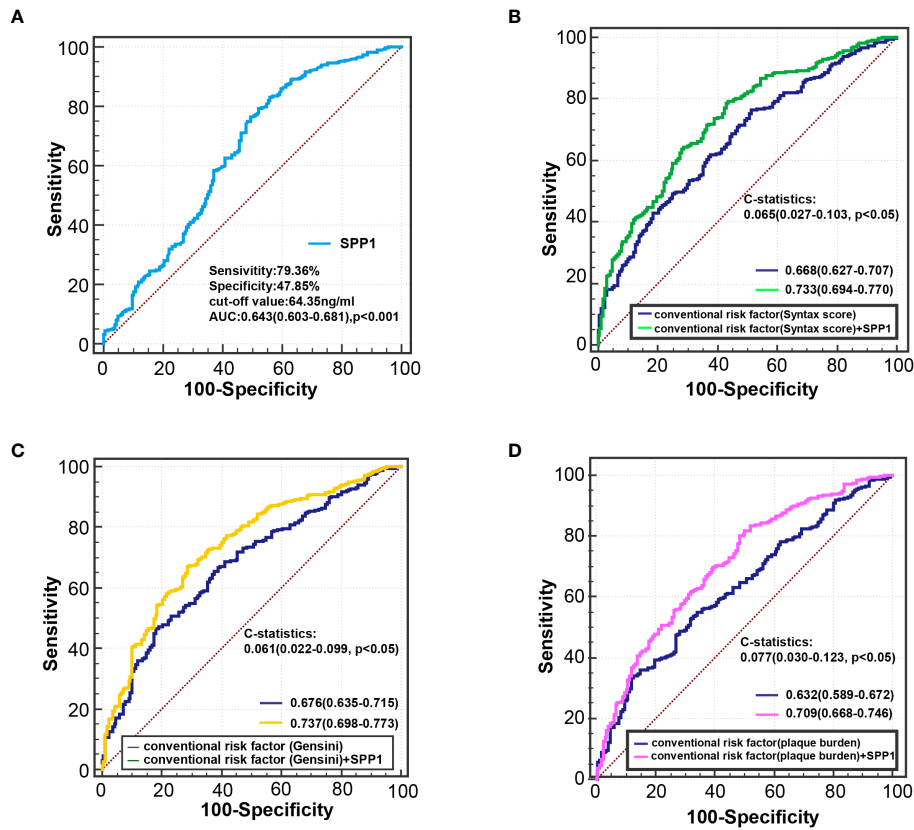 A
100
80
60
40
20
0
Sensitivity
SPP1
Sensivitity:79.36%
Specificity:47.85%
cut-off value:64.35ng/ml
AUC:0.643(0.603-0.681),p<0.001
0 20 40 60 80 100
100-Specificity
B
100
80
60
40
20
0
Sensitivity
C-statistics:
0.065(0.027-0.103, p<0.05)
0.668(0.627-0.707)
0.733(0.694-0.770)
conventional risk factor(Syntax score)
conventional risk factor(Syntax score)+SPP1
0 20 40 60 80 100
100-Specificity
C
100
80
60
40
20
0
Sensitivity
C-statistics:
0.061(0.022-0.099, p<0.05)
0.676(0.635-0.715)
0.737(0.698-0.773)
conventional risk factor (Gensini)
conventional risk factor (Gensini)+SPP1
0 20 40 60 80 100
100-Specificity
D
100
80
60
40
20
0
Sensitivity
C-statistics:
0.077(0.030-0.123, p<0.05)
0.632(0.589-0.672)
0.709(0.668-0.746)
conventional risk factor(plaque burden)
conventional risk factor(plaque burden)+SPP1
0 20 40 60 80 100
100-Specificity